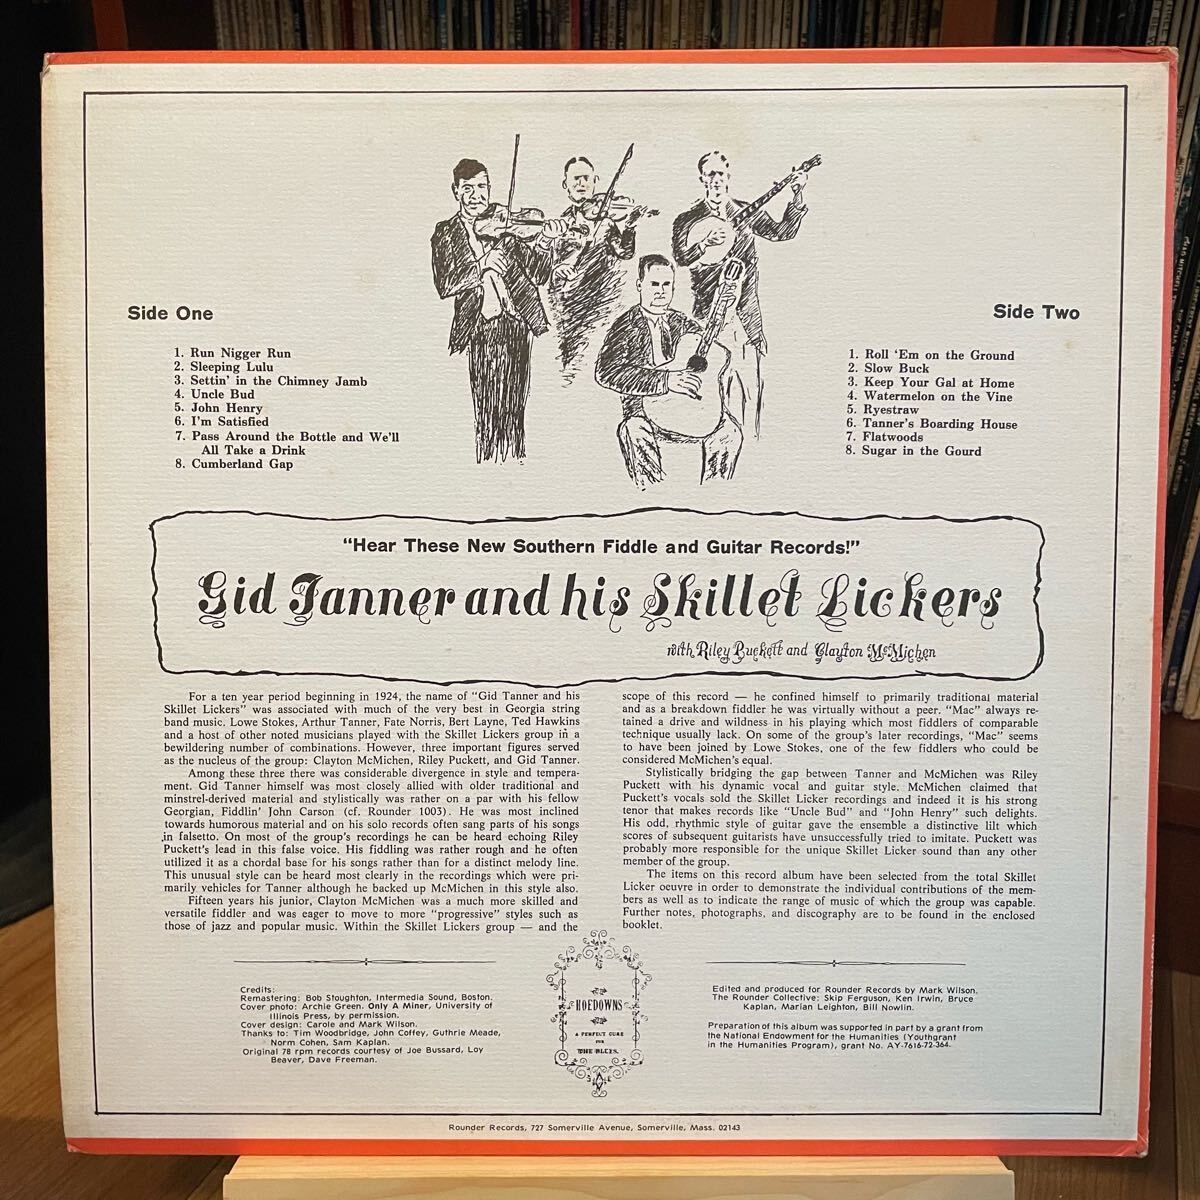 Side One
1. Run Nigger Run
2. Sleeping Lulu
3. Settin' in the Chimney Jamb
4. Uncle Bud
5. John Henry
6. I'm Satisfied
7. Pass Around the Bottle and We'll
All Take a Drink
8. Cumberland Gap
Side Two
1. Roll 'Em on the Ground
2. Slow Buck
3. Keep Your Gal at Home
4. Watermelon on the Vine
5. Ryestraw
6. Tanner's Boarding House
7. Flatwoods
8. Sugar in the Gourd
"Hear These New Southern Fiddle and Guitar Records!"
Gid Tanner and his Skillet Lickers
with Riley Puckett and Clayton McMichen
For a ten year period beginning in 1924, the name of "Gid Tanner and his
Skillet Lickers" was associated with much of the very best in Georgia string
band music. Lowe Stokes, Arthur Tanner, Fate Norris, Bert Layne, Ted Hawkins
and a host of other noted musicians played with the Skillet Lickers group in a
bewildering number of combinations. However, three important figures served
as the nucleus of the group: Clayton McMichen, Riley Puckett, and Gid Tanner.
Among these three there was considerable divergence in style and tempera-
ment. Gid Tanner himself was most closely allied with older traditional and
minstrel-derived material and stylistically was rather on a par with his fellow
Georgian, Fiddlin' John Carson (cf. Rounder 1003). He was most inclined
towards humorous material and on his solo records often sang parts of his songs
in falsetto. On most of the group's recordings he can be heard echoing Riley
Puckett's lead in this false voice. His fiddling was rather rough and he often
utilized it as a chordal base for his songs rather than for a distinct melody line.
This unusual style can be heard most clearly in the recordings which were pri-
marily vehicles for Tanner although he backed up McMichen in this style also.
Fifteen years his junior, Clayton McMichen was a much more skilled and
versatile fiddler and was eager to move to more "progressive" styles such as
those of jazz and popular music. Within the Skillet Lickers group — and the
scope of this record — he confined himself to primarily traditional material
and as a breakdown fiddler he was virtually without a peer. "Mac" always re-
tained a drive and wildness in his playing which most fiddlers of comparable
technique usually lack. On some of the group's later recordings, "Mac" seems
to have been joined by Lowe Stokes, one of the few fiddlers who could be
considered McMichen's equal.
Stylistically bridging the gap between Tanner and McMichen was Riley
Puckett with his dynamic vocal and guitar style. McMichen claimed that
Puckett's vocals sold the Skillet Licker recordings and indeed it is his strong
tenor that makes records like "Uncle Bud" and "John Henry" such delights.
His odd, rhythmic style of guitar gave the ensemble a distinctive lilt which
scores of subsequent guitarists have unsuccessfully tried to imitate. Puckett was
probably more responsible for the unique Skillet Licker sound than any other
member of the group.
The items on this record album have been selected from the total Skillet
Licker oeuvre in order to demonstrate the individual contributions of the mem-
bers as well as to indicate the range of music of which the group was capable.
Further notes, photographs, and discography are to be found in the enclosed
booklet.
Credits:
Remastering: Bob Stoughton, Intermedia Sound, Boston.
Cover photo: Archie Green. Only A Miner, University of
Illinois Press, by permission.
Cover design: Carole and Mark Wilson.
Thanks to: Tim Woodbridge, John Coffey, Guthrie Meade,
Norm Cohen, Sam Kaplan.
Original 78 rpm records courtesy of Joe Bussard, Loy
Beaver, Dave Freeman.
HOEDOWNS
A PERFECT CURE
FOR
THE BLUES.
Edited and produced for Rounder Records by Mark Wilson.
The Rounder Collective: Skip Ferguson, Ken Irwin, Bruce
Kaplan, Marian Leighton, Bill Nowlin.
Preparation of this album was supported in part by a grant from
the National Endowment for the Humanities (Youthgrant
in the Humanities Program), grant No. AY-7616-72-364.
Rounder Records, 727 Somerville Avenue, Somerville, Mass. 02143